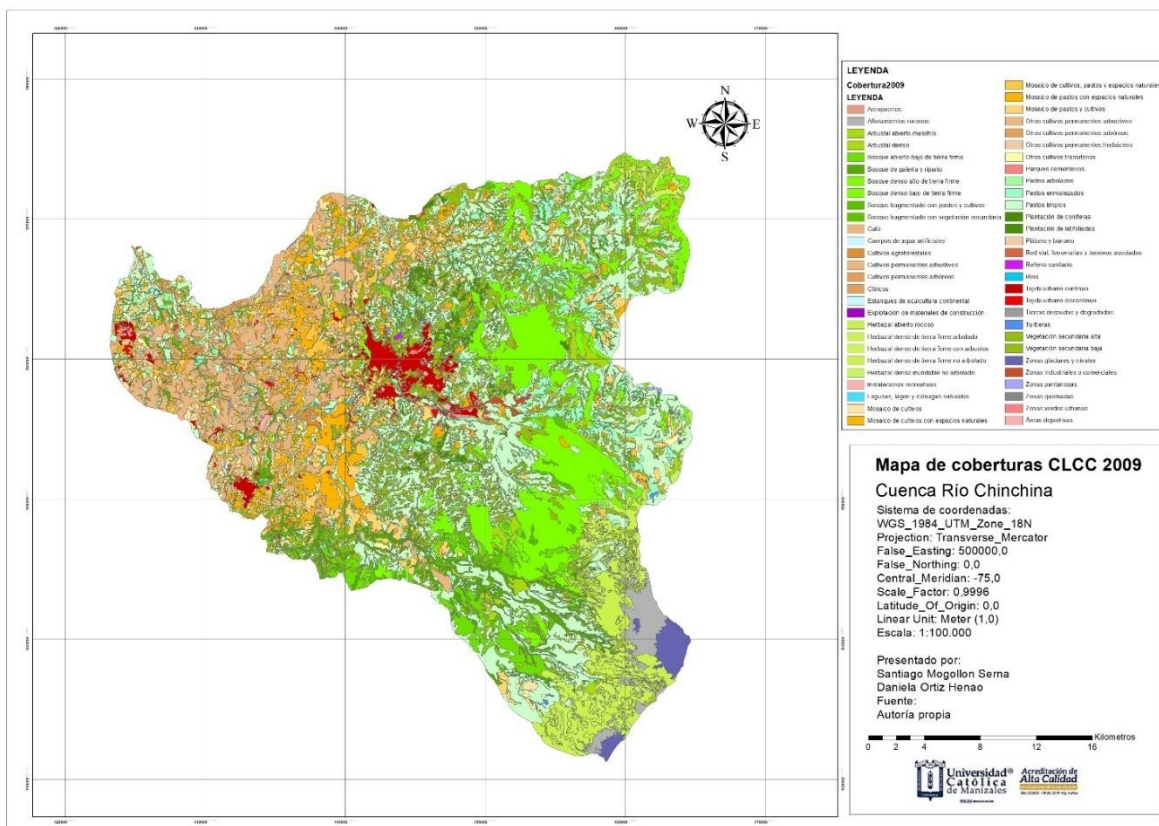 N
W
E
S
LEYENDA
Cobertura2009
LEYENDA
Aeropuertos
Afloramientos rocosos
Arbustal abierto mesófilo
Arbustal denso
Bosque abierto bajo de tierra firme
Bosque de galería y ripario
Bosque denso alto de tierra firme
Bosque denso bajo de tierra firme
Bosque fragmentado con pastos y cultivos
Bosque fragmentado con vegetación secundaria
Café
Cuerpos de agua artificiales
Cultivos agroforestales
Cultivos permanentes arbustivos
Cultivos permanentes arbóreos
Cítricos
Estanques de acuicultura continental
Explotación de materiales de construcción
Herbazal abierto rocoso
Herbazal denso de tierra firme arbolado
Herbazal denso de tierra firme con arbustos
Herbazal denso de tierra firme no arbolado
Herbazal denso inundable no arbolado
Instalaciones recreativas
Lagunas, lagos y ciénagas naturales
Mosaico de cultivos
Mosaico de cultivos con espacios naturales
Mosaico de cultivos, pastos y espacios naturales
Mosaico de pastos con espacios naturales
Mosaico de pastos y cultivos
Otros cultivos permanentes arbustivos
Otros cultivos permanentes arbóreos
Otros cultivos permanentes herbáceos
Otros cultivos transitorios
Parques cementerios
Pastos arbolados
Pastos enmalezados
Pastos limpios
Plantación de coníferas
Plantación de latifoliadas
Plátano y banano
Red vial, ferroviarias y terrenos asociados
Relleno sanitario
Ríos
Tejido urbano continuo
Tejido urbano discontinuo
Tierras desnudas y degradadas
Turberas
Vegetación secundaria alta
Vegetación secundaria baja
Zonas glaciares y nivales
Zonas industriales o comerciales
Zonas pantanosas
Zonas quemadas
Zonas verdes urbanas
Áreas deportivas
Mapa de coberturas CLCC 2009
Cuenca Río Chinchina
Sistema de coordenadas:
WGS_1984_UTM_Zone_18N
Projection: Transverse_Mercator
False_Easting: 500000,0
False_Northing: 0,0
Central_Meridian: -75,0
Scale_Factor: 0,9996
Latitude_Of_Origin: 0,0
Linear Unit: Meter (1,0)
Escala: 1:100.000
Presentado por:
Santiago Mogollon Serna
Daniela Ortiz Henao
Fuente:
Autoría propia
Kilometros
0 2 4 8 12 16
Universidad®
Católica
de Manizales
Acreditación de
Alta Calidad